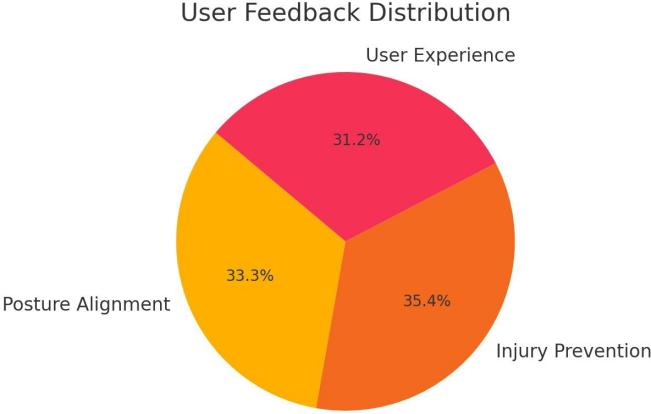 User Feedback Distribution
User Experience
31.2%
33.3%
35.4%
Posture Alignment
Injury Prevention